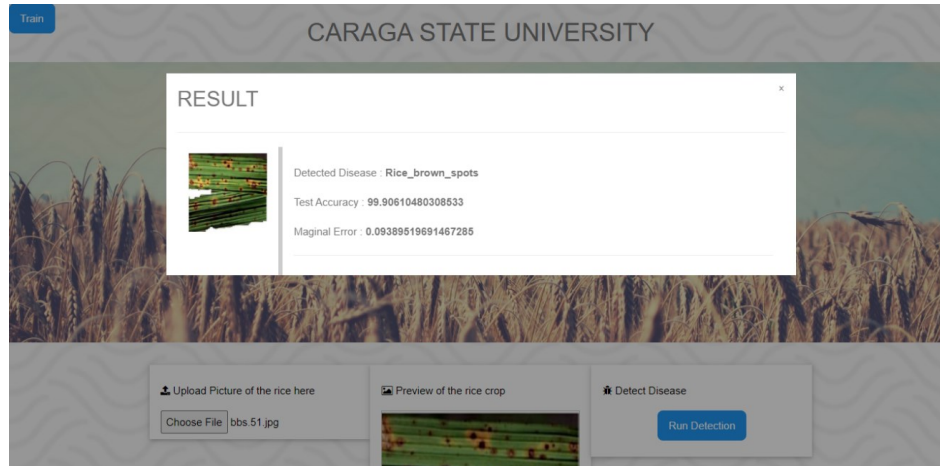 Train
CARAGA STATE UNIVERSITY
RESULT
×
Detected Disease : Rice_brown_spots
Test Accuracy : 99.90610480308533
Maginal Error : 0.09389519691467285
Upload Picture of the rice here
Choose File bbs.51.jpg
Preview of the rice crop
Detect Disease
Run Detection